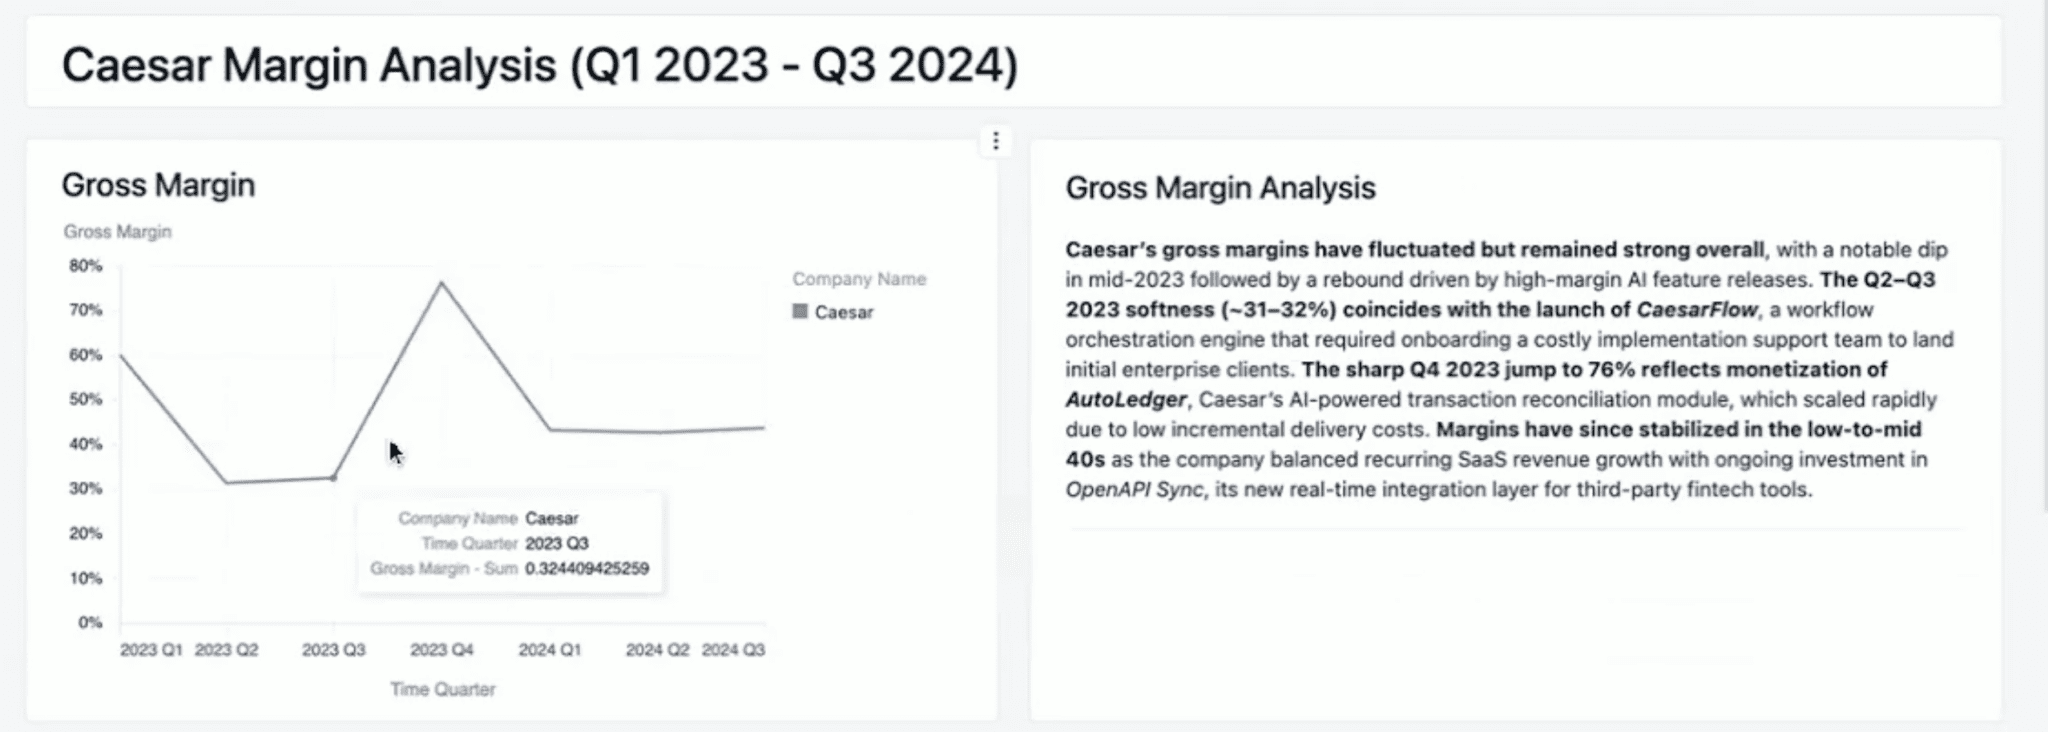 Caesar Margin Analysis (Q1 2023 - Q3 2024)
Gross Margin
Gross Margin
80%
70%
60%
50%
40%
30%
20%
10%
0%
2023 Q1 2023 Q2 2023 Q3 2023 Q4 2024 Q1 2024 Q2 2024 Q3
Time Quarter
Company Name
Caesar
Company Name Caesar
Time Quarter 2023 Q3
Gross Margin - Sum 0.324409425259
Gross Margin Analysis
Caesar's gross margins have fluctuated but remained strong overall, with a notable dip
in mid-2023 followed by a rebound driven by high-margin AI feature releases. The Q2–Q3
2023 softness (~31–32%) coincides with the launch of CaesarFlow, a workflow
orchestration engine that required onboarding a costly implementation support team to land
initial enterprise clients. The sharp Q4 2023 jump to 76% reflects monetization of
AutoLedger, Caesar's AI-powered transaction reconciliation module, which scaled rapidly
due to low incremental delivery costs. Margins have since stabilized in the low-to-mid
40s as the company balanced recurring SaaS revenue growth with ongoing investment in
OpenAPI Sync, its new real-time integration layer for third-party fintech tools.